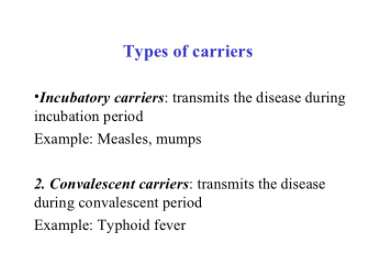 Types of carriers
•Incubatory carriers: transmits the disease during
incubation period
Example: Measles, mumps
2. Convalescent carriers: transmits the disease
during convalescent period
Example: Typhoid fever